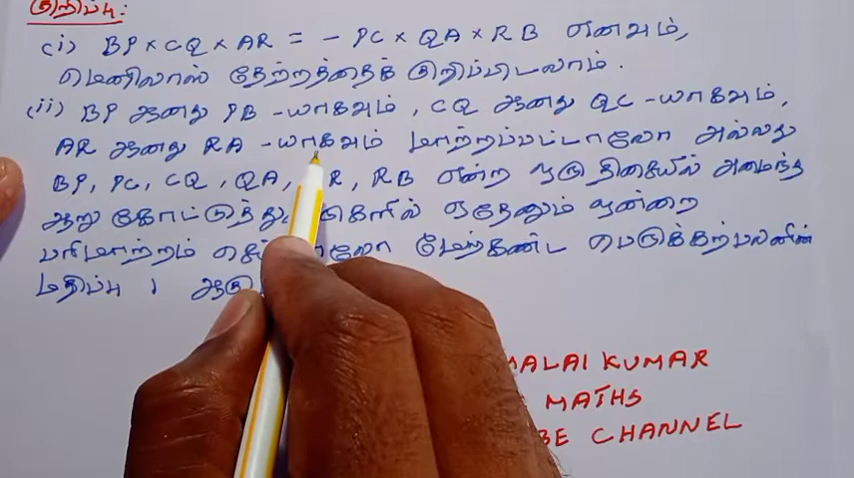 குறிப்பு:
(i) BP × CQ × AR = - PC × QA × RB எனவும்,
மெனிலாஸ் தேற்றத்தைக் குறிப்பிடலாம்.
(ii) BP ஆனது PB - யாகவும், CQ ஆனது QC - யாகவும்,
AR ஆனது RA - யாகவும் மாற்றப்பட்டாலோ அல்லது
BP, PC, CQ, QA, R, RB என்ற ஒரு திசையில் அமைந்த
ஆறு கோட்டுத்து களில் ஏதேனும் ஒன்றை
பரிமாற்றம் லோ மேற்கண்ட பெருக்கற்பலனின்
மதிப்பு 1
MALAI KUMAR
MATHS
BE CHANNEL